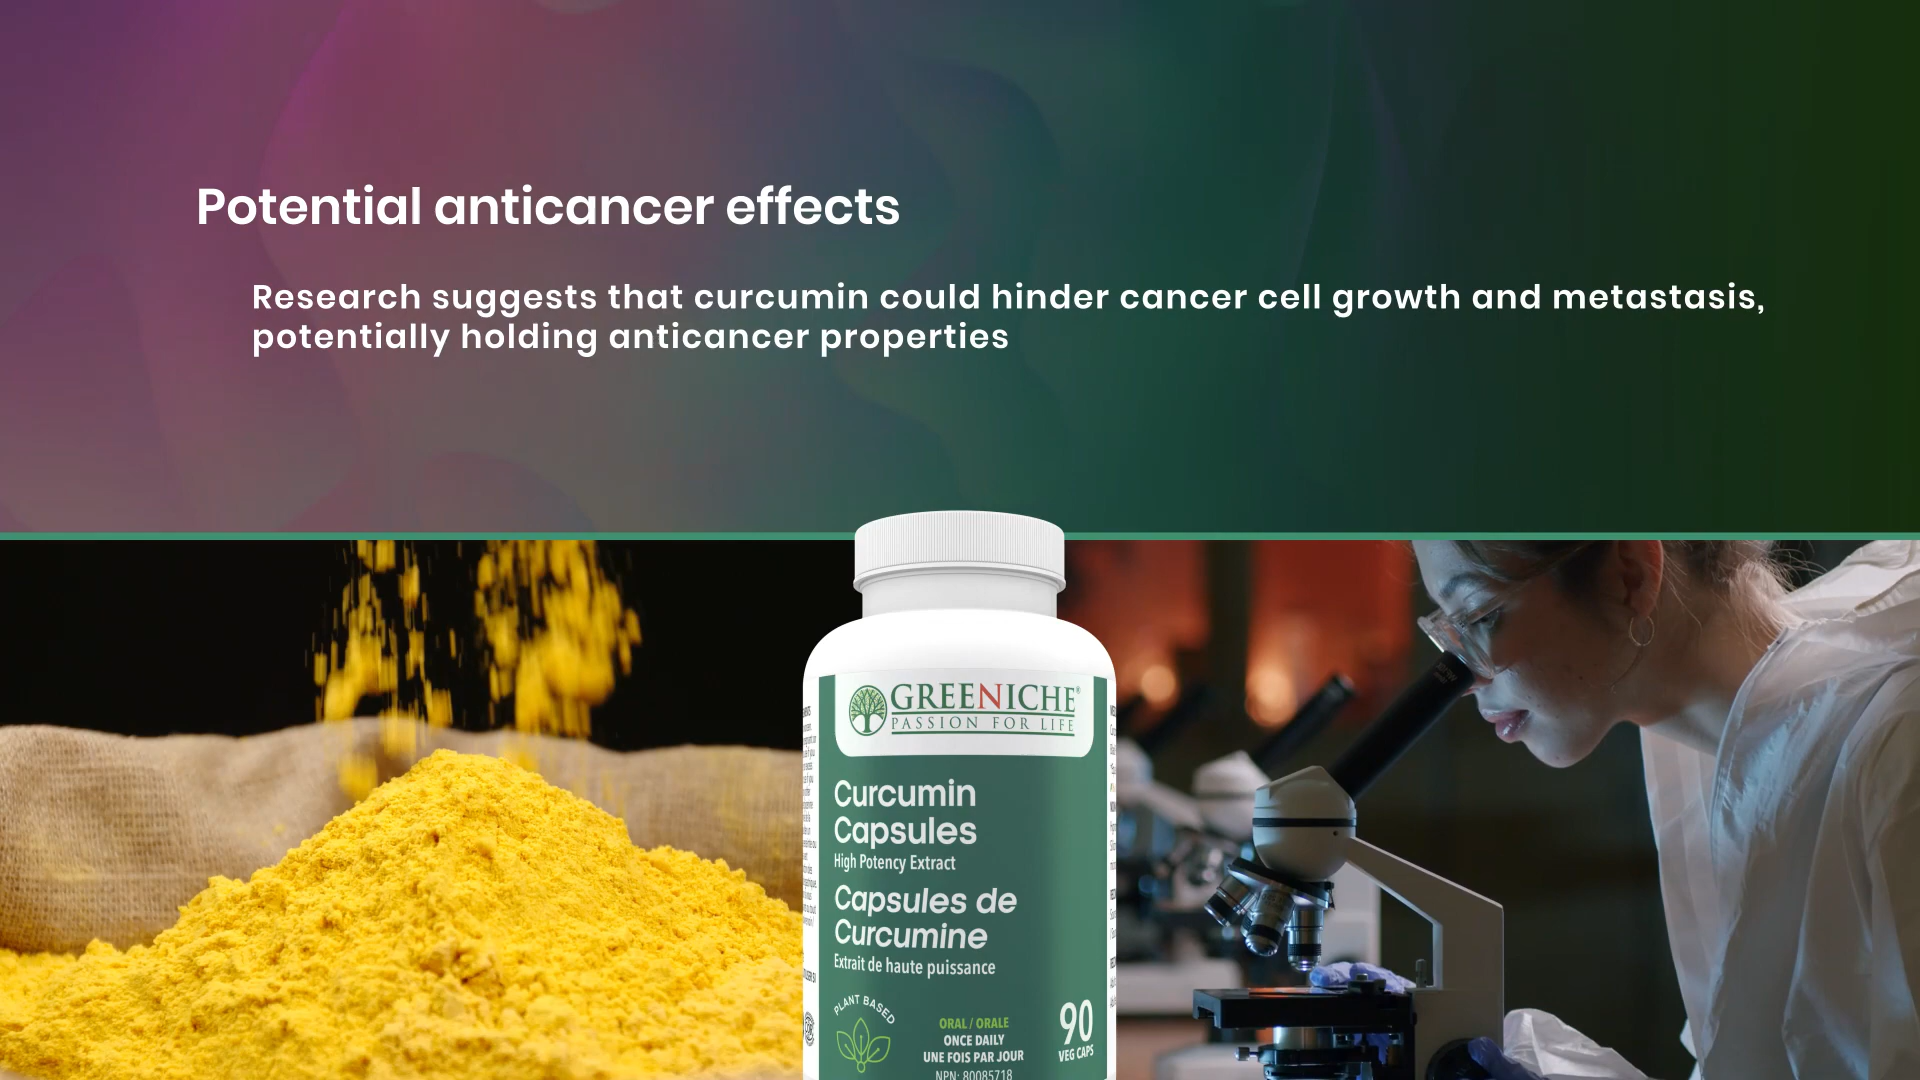 Potential anticancer effects
Research suggests that curcumin could hinder cancer cell growth and metastasis,
potentially holding anticancer properties
GREENICHE®
PASSION FOR LIFE
Curcumin
Capsules
High Potency Extract
Capsules de
Curcumine
Extrait de haute puissance
PLANT BASED
ORAL / ORALE
ONCE DAILY
UNE FOIS PAR JOUR
NPN: 80085718
90
VEG CAPS